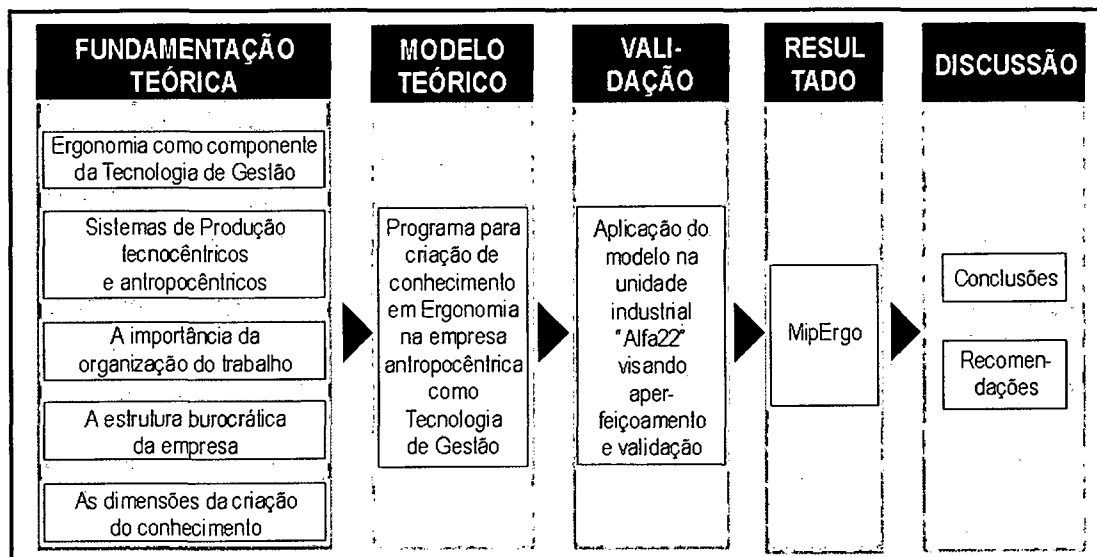 FUNDAMENTAÇÃO
TEÓRICA
Ergonomia como componente
da Tecnologia de Gestão
Sistemas de Produção
tecnocêntricos
e antropocêntricos
A importância da
organização do trabalho
A estrutura burocrática
da empresa
As dimensões da criação
do conhecimento
MODELO
TEÓRICO
Programa para
criação de
conhecimento
em Ergonomia
na empresa
antropocêntrica
como
Tecnologia
de Gestão
VALI-
DAÇÃO
Aplicação do
modelo na
unidade
industrial
"Alfa22"
visando
aper-
feiçoamento
e validação
RESUL
TADO
MipErgo
DISCUSSÃO
Conclusões
Recomen-
dações